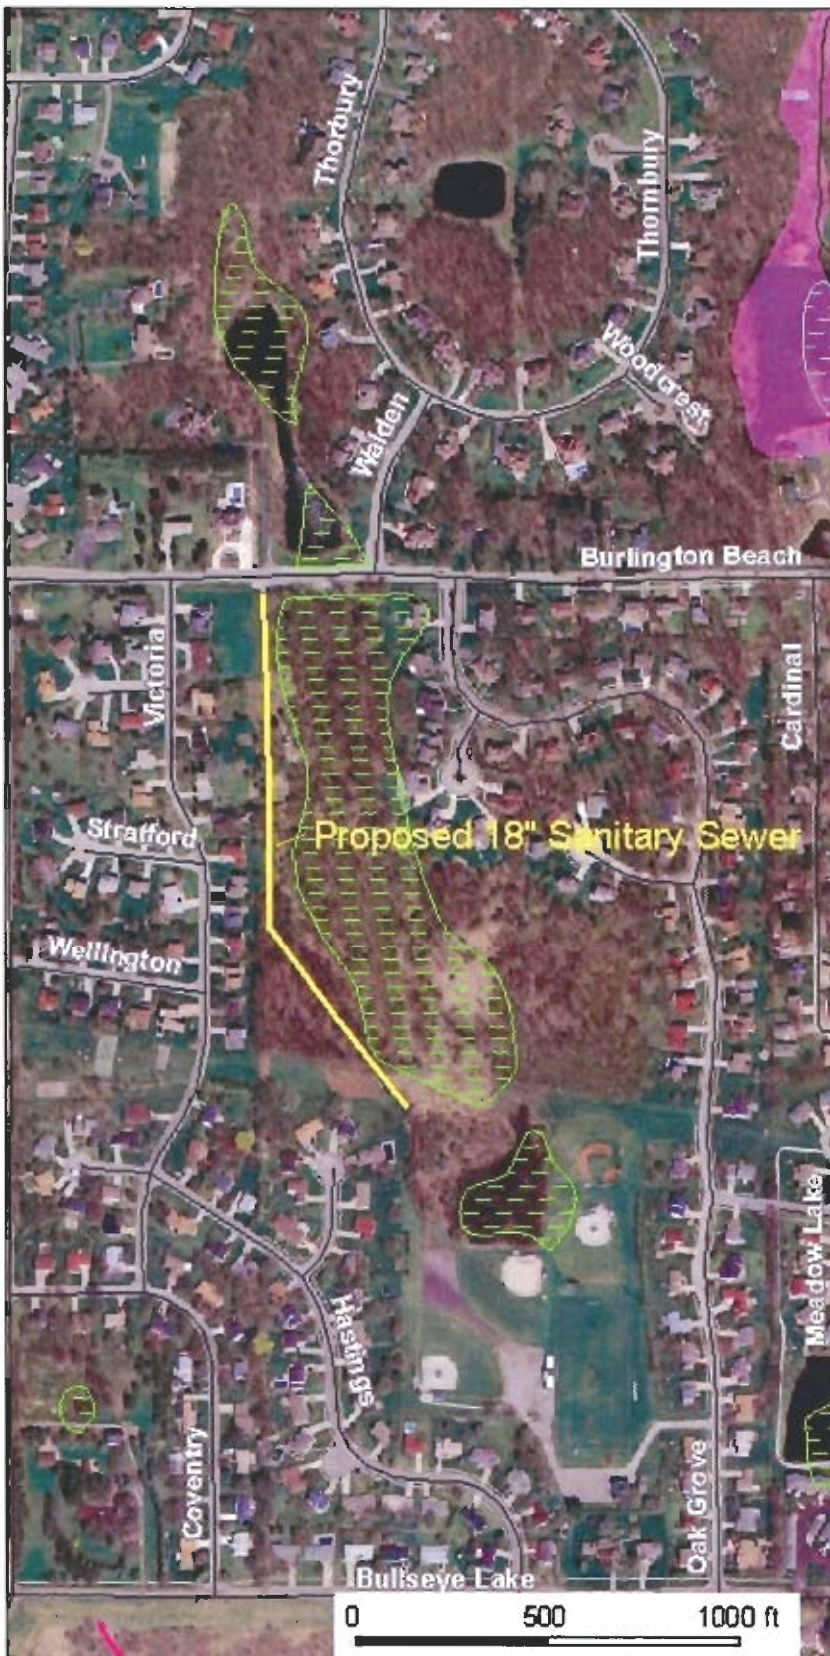 Thorbury
Thornbury
Woodcrest
Walden
Burlington Beach
Victoria
Cardinal
Proposed 18" Sanitary Sewer
Stratford
Wellington
Meadow Lake
Hastings
Coventry
Oak Grove
Bullseye Lake
0 500 1000 ft